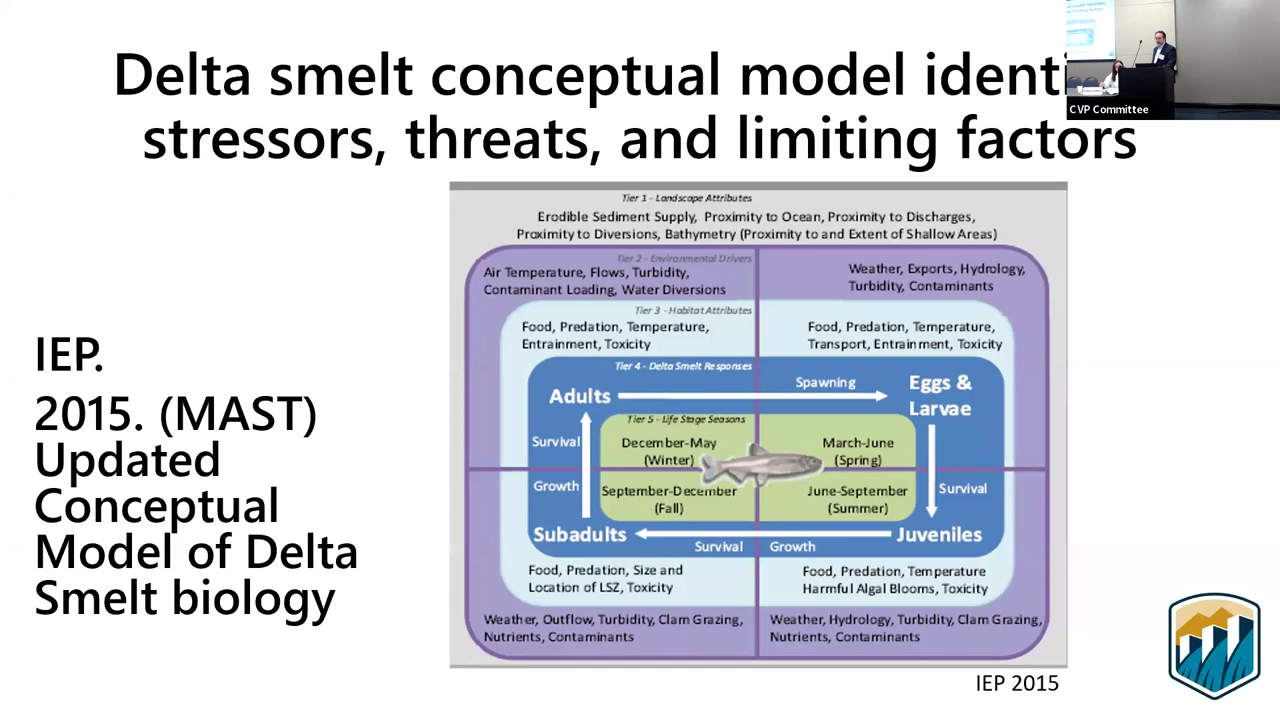 Delta smelt conceptual model identi
stressors, threats, and limiting factors
CVP Committee
IEP.
2015. (MAST)
Updated
Conceptual
Model of Delta
Smelt biology
Tier 1 - Landscape Attributes
Erodible Sediment Supply, Proximity to Ocean, Proximity to Discharges,
Proximity to Diversions, Bathymetry (Proximity to and Extent of Shallow Areas)
Tier 2 - Environmental Drivers
Air Temperature, Flows, Turbidity,
Contaminant Loading, Water Diversions
Weather, Exports, Hydrology,
Turbidity, Contaminants
Tier 3 - Habitat Attributes
Food, Predation, Temperature,
Entrainment, Toxicity
Food, Predation, Temperature,
Transport, Entrainment, Toxicity
Tier 4 - Delta Smelt Responses
Adults
Spawning
Eggs &
Larvae
Tier 5 - Life Stage Seasons
Survival
December-May
(Winter)
March-June
(Spring)
Growth
September-December
(Fall)
June-September
(Summer)
Survival
Subadults
Survival
Growth
Juveniles
Food, Predation, Size and
Location of LSZ, Toxicity
Food, Predation, Temperature
Harmful Algal Blooms, Toxicity
Weather, Outflow, Turbidity, Clam Grazing,
Nutrients, Contaminants
Weather, Hydrology, Turbidity, Clam Grazing,
Nutrients, Contaminants
IEP 2015